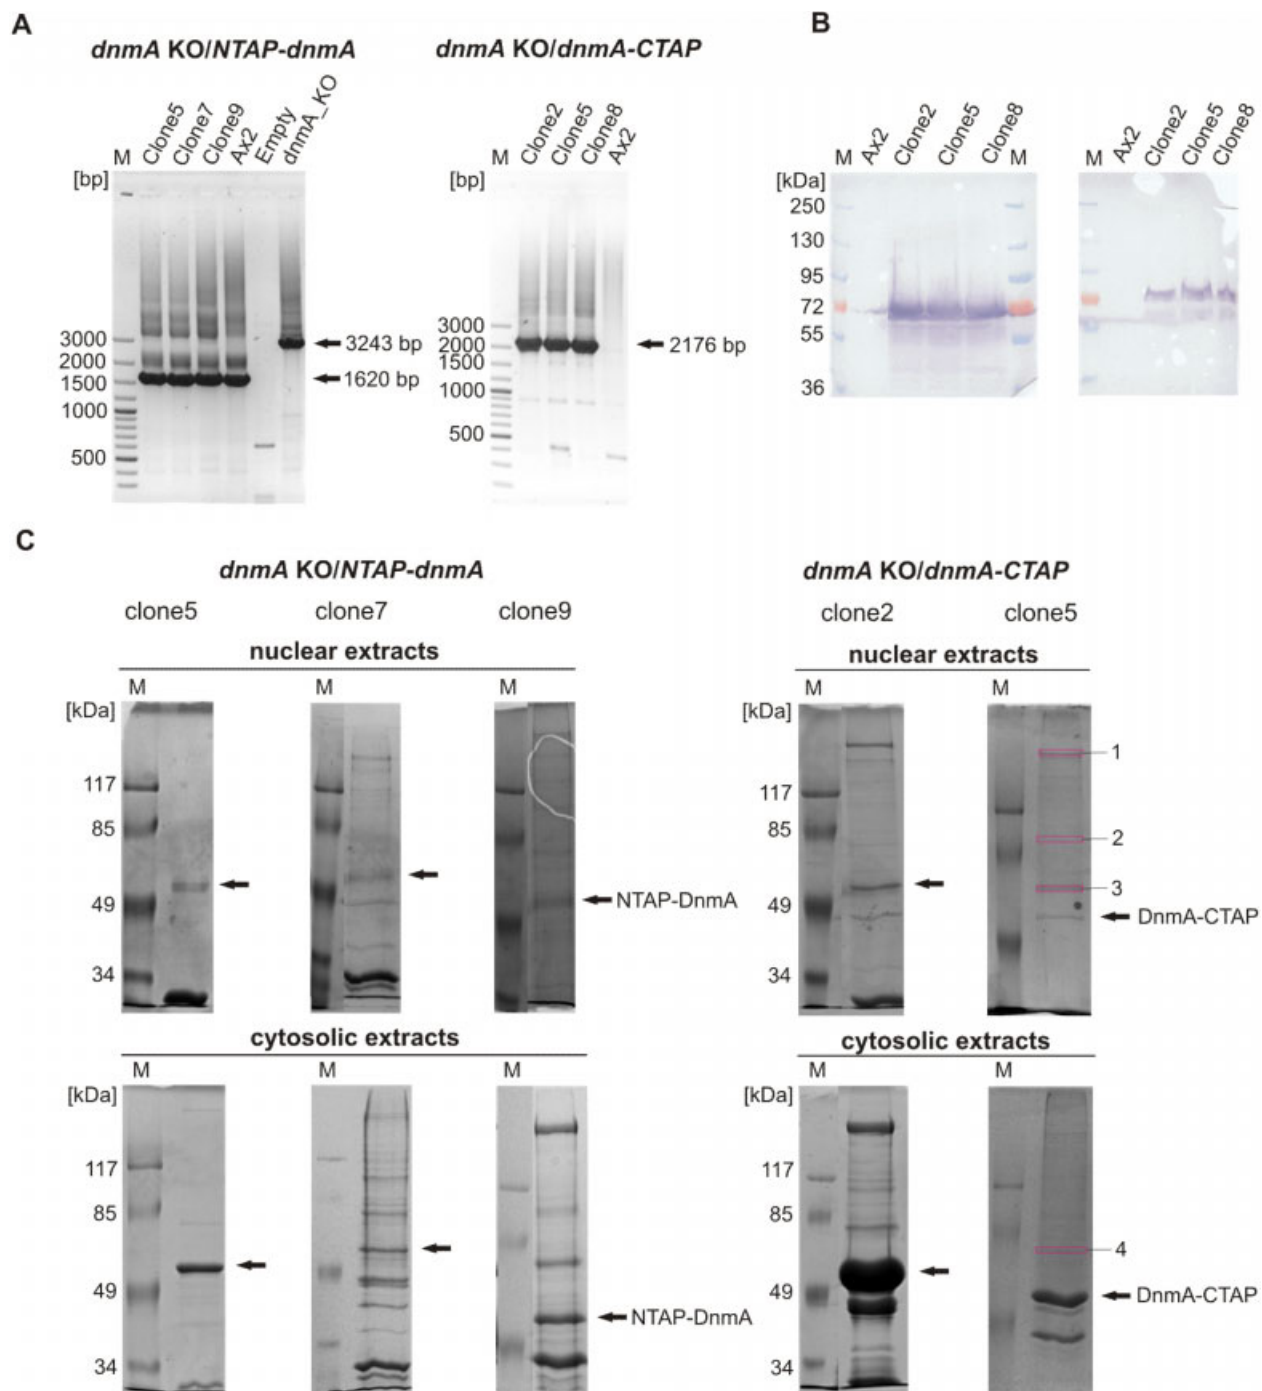 A
dnmA KO/NTAP-dnmA
dnmA KO/dnmA-CTAP
B
M Clone5 Clone7 Clone9 Ax2 Empty dnmA_KO
[bp]
3000
2000
1500
1000
500
3243 bp
1620 bp
M Clone2 Clone5 Clone8 Ax2
[bp]
3000
2000
1500
1000
500
2176 bp
M Ax2 Clone2 Clone5 Clone8 M
[kDa]
250
130
95
72
55
36
M Ax2 Clone2 Clone5 Clone8
C
dnmA KO/NTAP-dnmA
clone5 clone7 clone9
nuclear extracts
M M M
[kDa]
117
85
49
34
NTAP-DnmA
cytosolic extracts
M M M
[kDa]
117
85
49
34
NTAP-DnmA
dnmA KO/dnmA-CTAP
clone2 clone5
nuclear extracts
M M
[kDa]
117
85
49
34
1
2
3
DnmA-CTAP
cytosolic extracts
M M
[kDa]
117
85
49
34
4
DnmA-CTAP